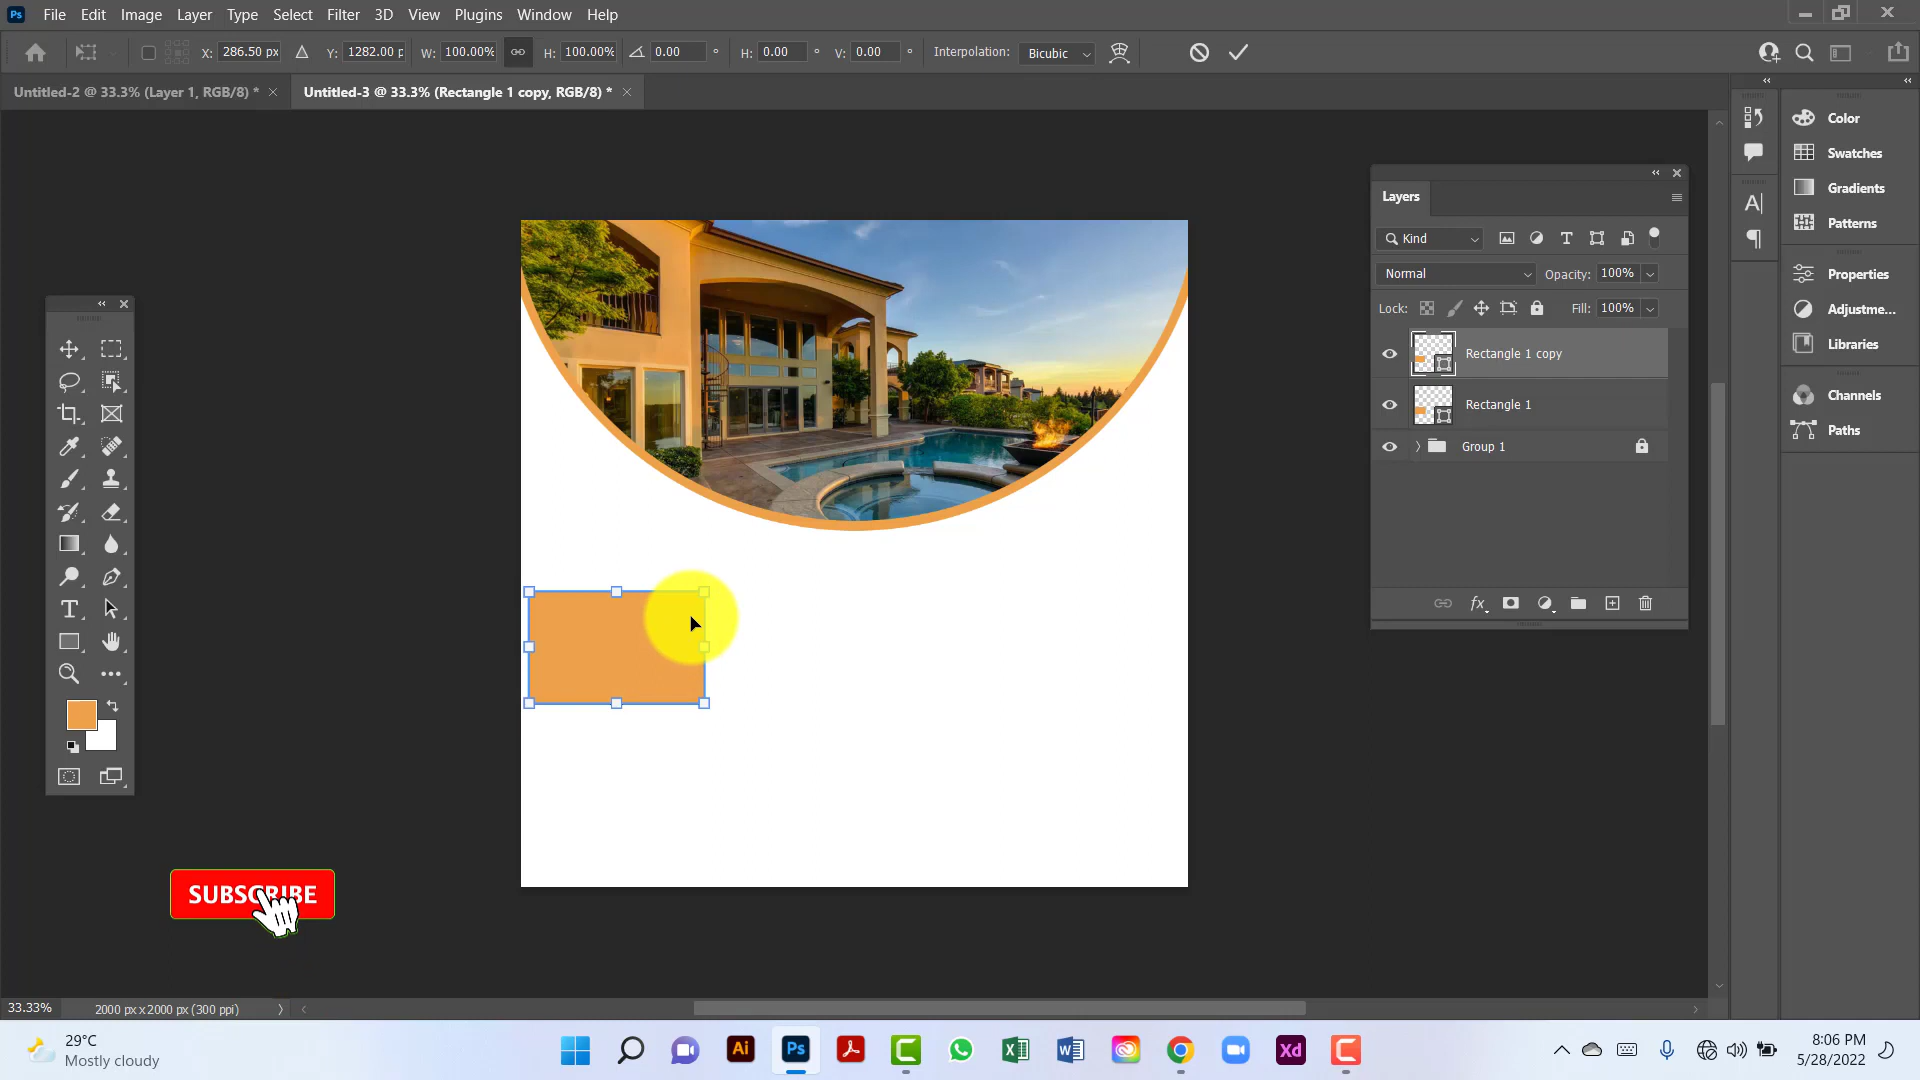 Ps File Edit Image Layer Type Select Filter 3D View Plugins Window Help
X: 286.50 px Y: 1282.00 p W: 100.00% H: 100.00% 0.00 ° H: 0.00 ° V: 0.00 ° Interpolation: Bicubic
Untitled-2 @ 33.3% (Layer 1, RGB/8) * Untitled-3 @ 33.3% (Rectangle 1 copy, RGB/8) *
Color
Swatches
Gradients
Patterns
Properties
Adjustme...
Libraries
Channels
Paths
Layers
Kind
Normal Opacity: 100%
Lock: Fill: 100%
Rectangle 1 copy
Rectangle 1
Group 1
SUBSCRIBE
33.33% 2000 px x 2000 px (300 ppi)
29°C
Mostly cloudy
Ai Ps Xd
8:06 PM
5/28/2022